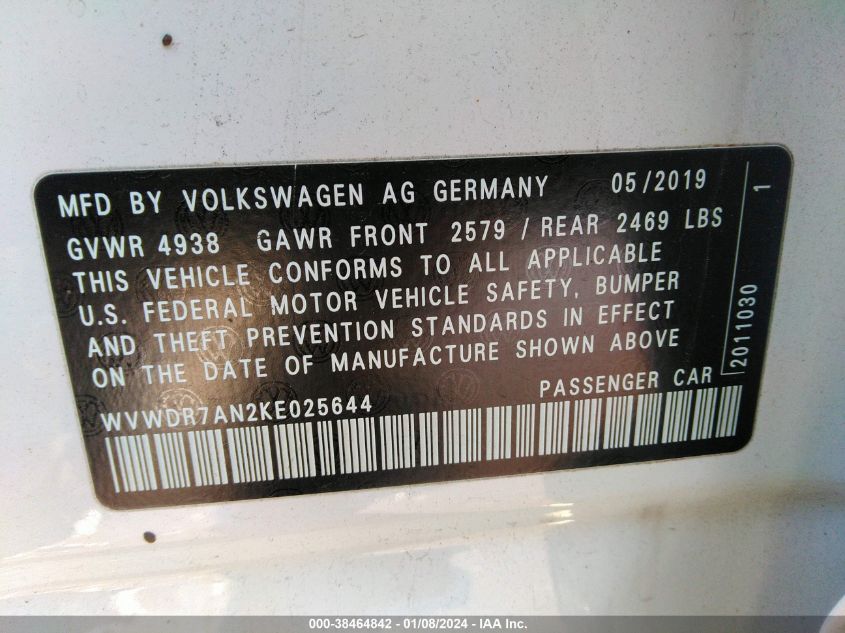 MFD BY VOLKSWAGEN AG GERMANY 05/2019
GVWR 4938 GAWR FRONT 2579 / REAR 2469 LBS
THIS VEHICLE CONFORMS TO ALL APPLICABLE
U.S. FEDERAL MOTOR VEHICLE SAFETY, BUMPER
AND THEFT PREVENTION STANDARDS IN EFFECT
ON THE DATE OF MANUFACTURE SHOWN ABOVE
WVWDR7AN2KE025644 PASSENGER CAR
2011030 1
000-38464842 - 01/08/2024 - IAA Inc.